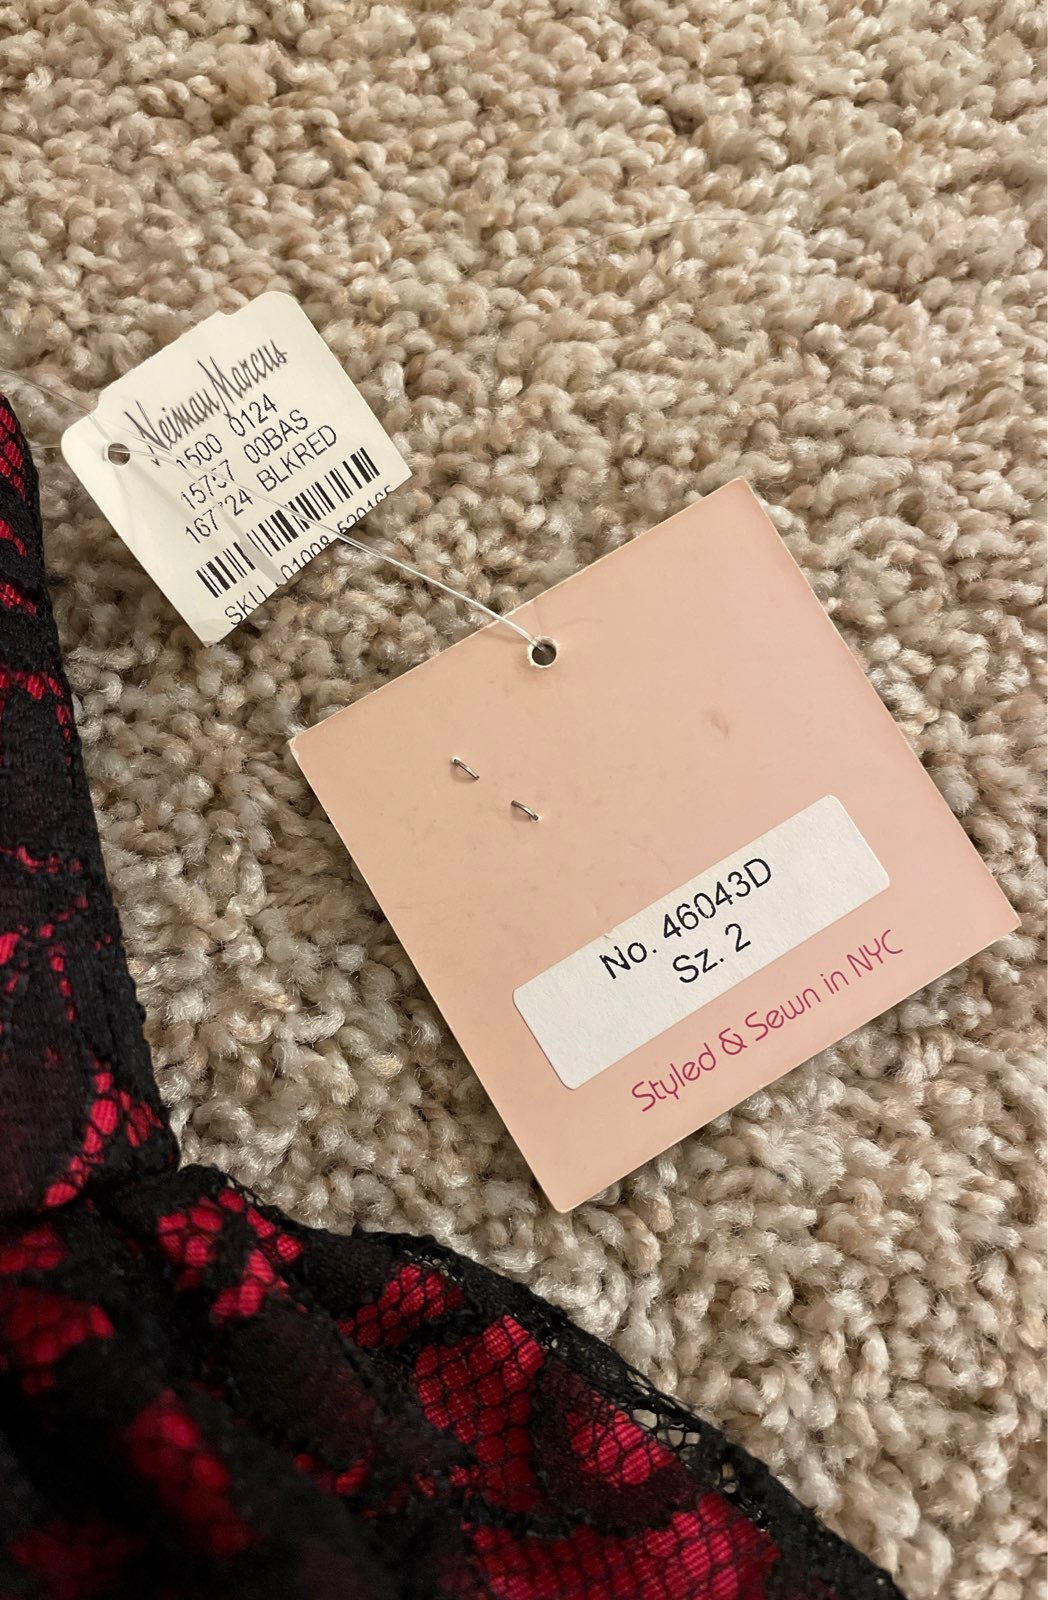 Neiman Marcus
1500 0124
00BAS
BLKRED
SKU
No. 46043D
Sz. 2
Styled & Sewn in NYC